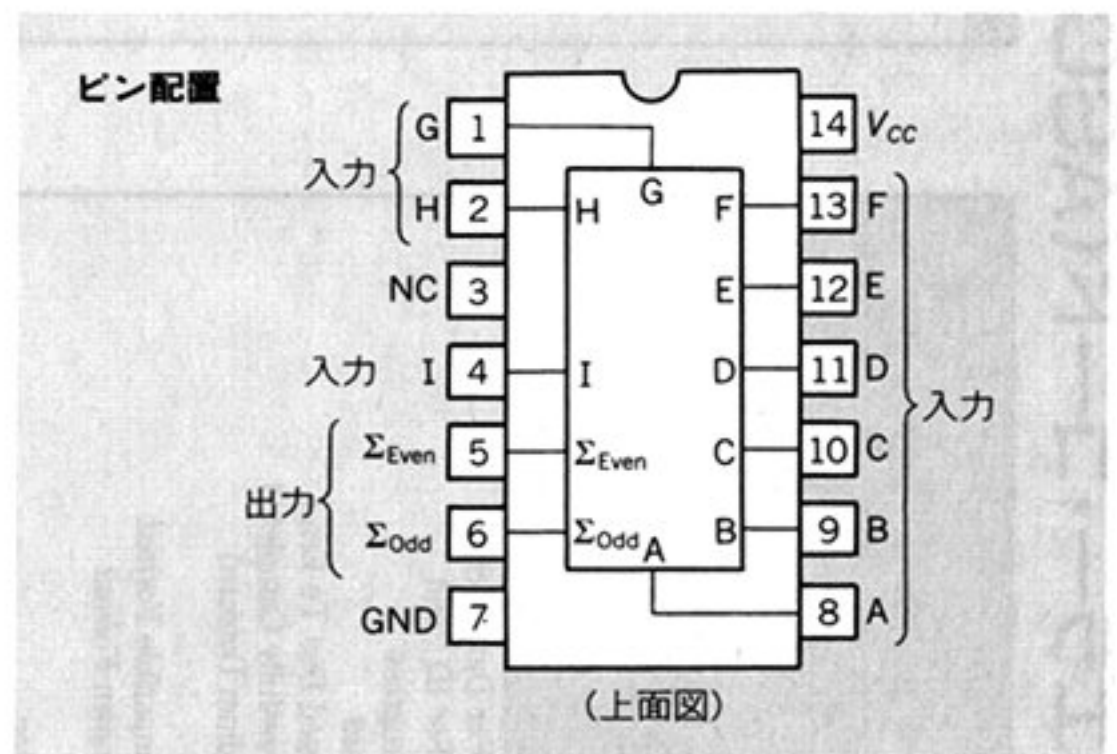 ピン配置
G 1
14 Vcc
入力
H 2
H
G
F
13 F
NC 3
E
12 E
入力 I 4
I
D
11 D
入力
ΣEven 5
ΣEven
C
10 C
出力
ΣOdd 6
ΣOdd
A
B
9 B
GND 7
8 A
(上面図)